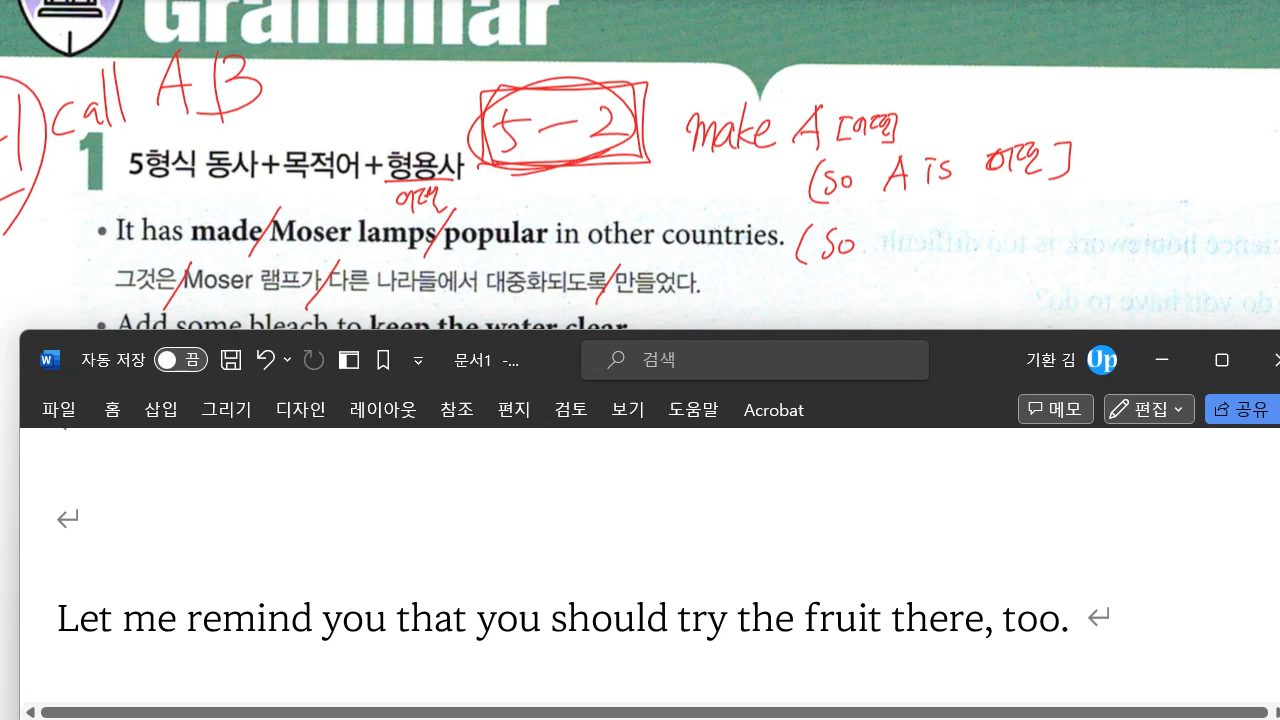 Grammar
call A B
5-2
make A [어떤]
1 5형식 동사+목적어+형용사
(so A is 어떤]
어떤
• It has made Moser lamps popular in other countries.
(so
그것은 Moser 램프가 다른 나라들에서 대중화되도록 만들었다.
• Add some bleach to keep the water clear.
자동 저장 끔 문서1 -... 검색 기환 김 Up
파일 홈 삽입 그리기 디자인 레이아웃 참조 편지 검토 보기 도움말 Acrobat 메모 편집 공유
Let me remind you that you should try the fruit there, too.